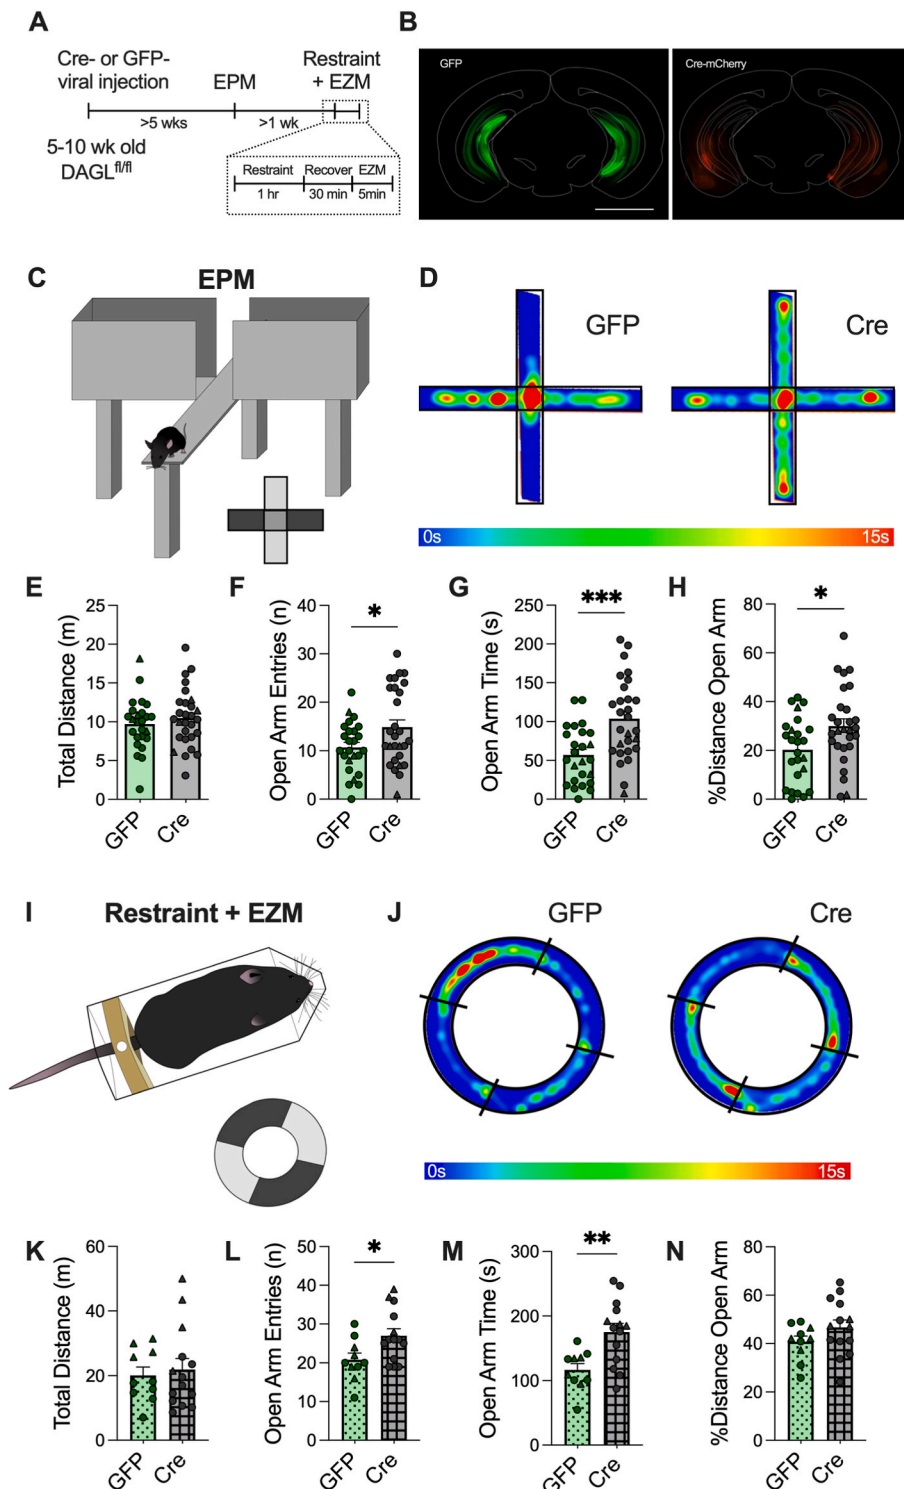 A
Cre- or GFP-
viral injection
EPM
Restraint
+ EZM
>5 wks
>1 wk
5-10 wk old
DAGLfl/fl
Restraint
Recover
EZM
1 hr
30 min
5min
B
GFP
Cre-mCherry
C
EPM
D
GFP
Cre
0s
15s
E
Total Distance (m)
25
20
15
10
5
0
GFP
Cre
F
Open Arm Entries (n)
40
30
20
10
0
*
GFP
Cre
G
Open Arm Time (s)
250
200
150
100
50
0
***
GFP
Cre
H
%Distance Open Arm
80
60
40
20
0
*
GFP
Cre
I
Restraint + EZM
J
GFP
Cre
0s
15s
K
Total Distance (m)
60
40
20
0
GFP
Cre
L
Open Arm Entries (n)
50
40
30
20
10
0
*
GFP
Cre
M
Open Arm Time (s)
300
200
100
0
**
GFP
Cre
N
%Distance Open Arm
80
60
40
20
0
GFP
Cre